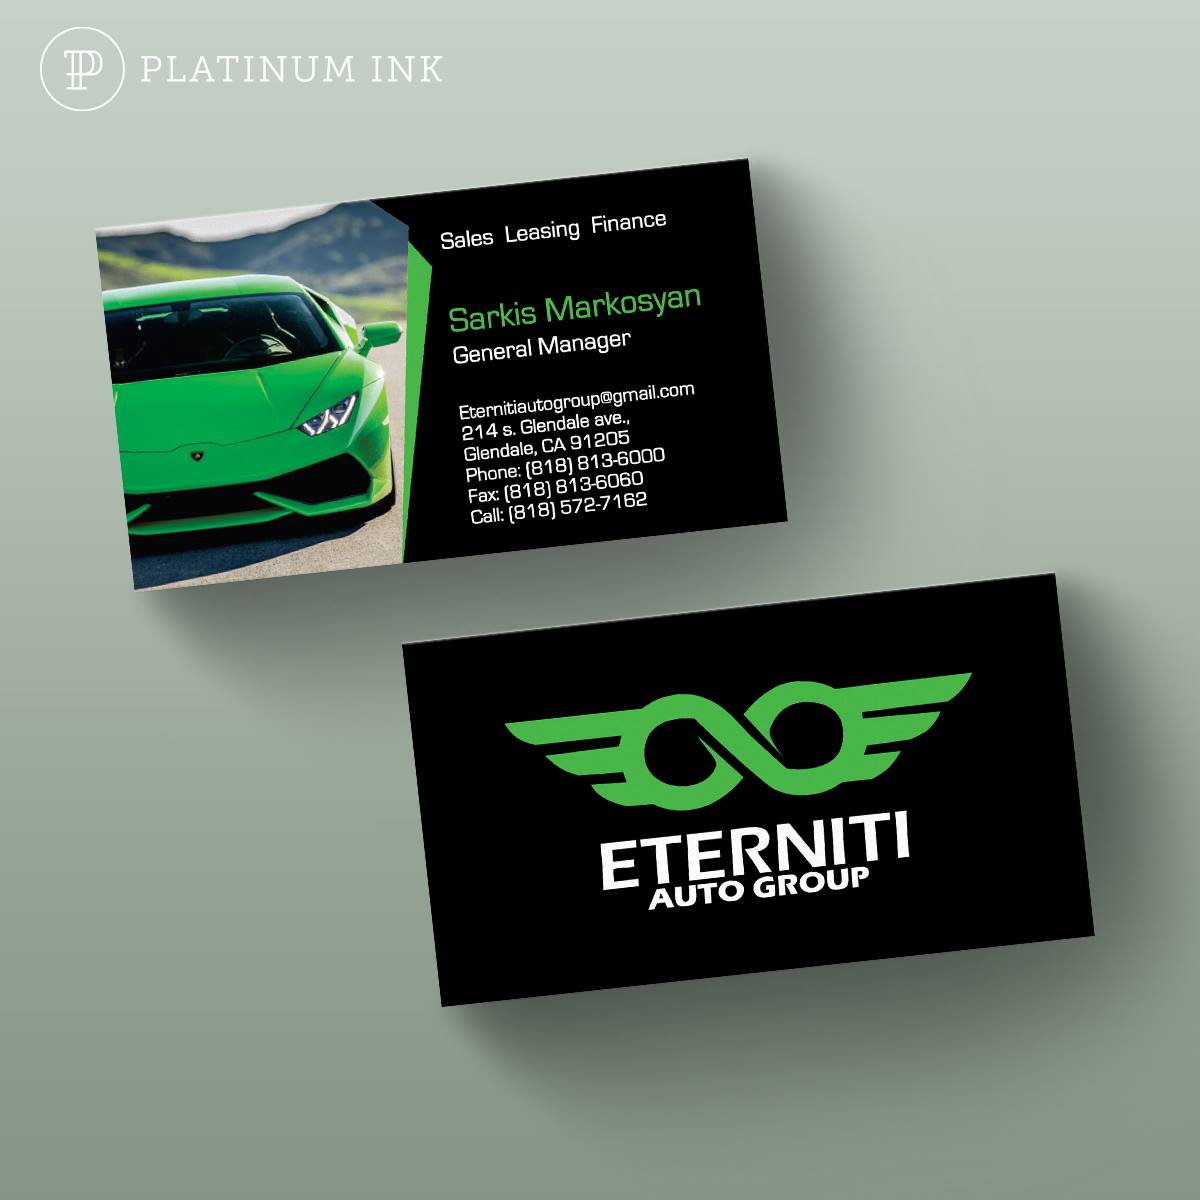 PLATINUM INK
Sales Leasing Finance
Sarkis Markosyan
General Manager
Eternitiautogroup@gmail.com
214 s. Glendale ave.,
Glendale, CA 91205
Phone: (818) 813-6000
Fax: (818) 813-6060
Call: (818) 572-7162
ETERNITI
AUTO GROUP